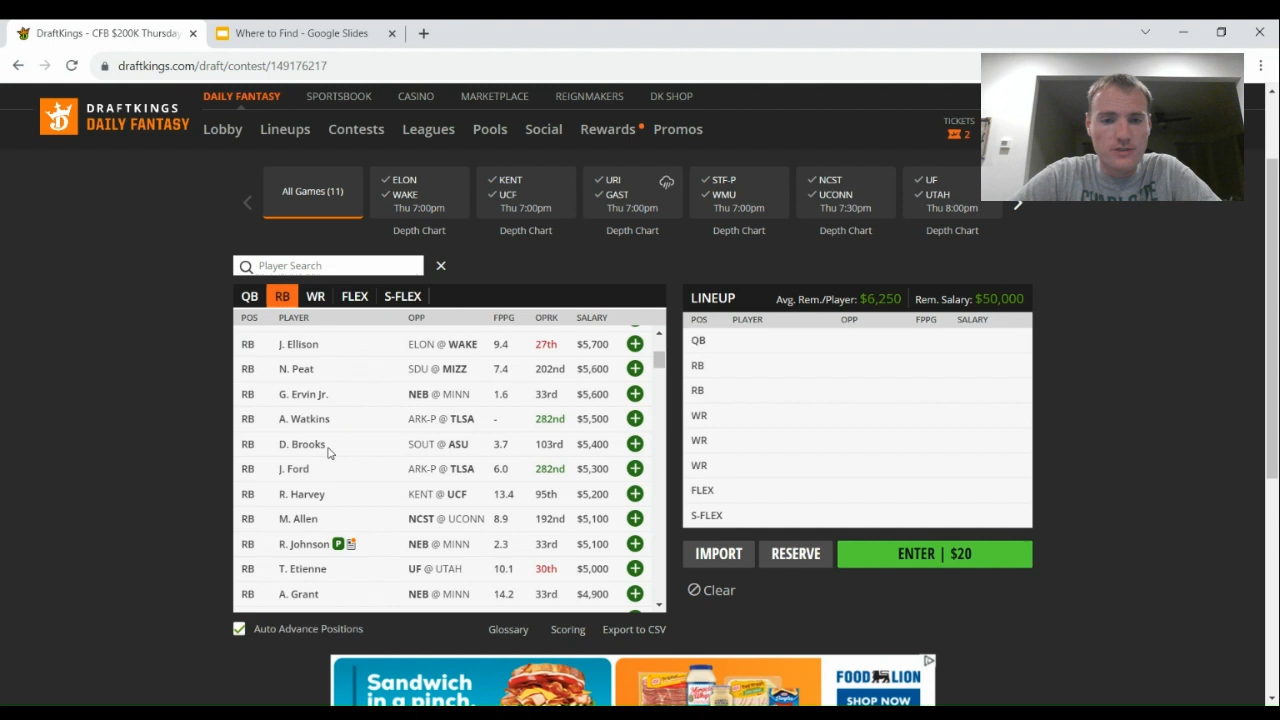 DraftKings - CFB $200K Thursday
Where to Find - Google Slides
draftkings.com/draft/contest/149176217
DRAFTKINGS
DAILY FANTASY
DAILY FANTASY SPORTSBOOK CASINO MARKETPLACE REIGNMAKERS DK SHOP
Lobby Lineups Contests Leagues Pools Social Rewards Promos
TICKETS
2
All Games (11)
ELON
WAKE
Thu 7:00pm
Depth Chart
KENT
UCF
Thu 7:00pm
Depth Chart
URI
GAST
Thu 7:00pm
Depth Chart
STF-P
WMU
Thu 7:00pm
Depth Chart
NCST
UCONN
Thu 7:30pm
Depth Chart
UF
UTAH
Thu 8:00pm
Depth Chart
Player Search
QB RB WR FLEX S-FLEX
POS PLAYER OPP FPPG OPRK SALARY
RB J. Ellison ELON @ WAKE 9.4 27th $5,700
RB N. Peat SDU @ MIZZ 7.4 202nd $5,600
RB G. Ervin Jr. NEB @ MINN 1.6 33rd $5,600
RB A. Watkins ARK-P @ TLSA - 282nd $5,500
RB D. Brooks SOUT @ ASU 3.7 103rd $5,400
RB J. Ford ARK-P @ TLSA 6.0 282nd $5,300
RB R. Harvey KENT @ UCF 13.4 95th $5,200
RB M. Allen NCST @ UCONN 8.9 192nd $5,100
RB R. Johnson P NEB @ MINN 2.3 33rd $5,100
RB T. Etienne UF @ UTAH 10.1 30th $5,000
RB A. Grant NEB @ MINN 14.2 33rd $4,900
Auto Advance Positions Glossary Scoring Export to CSV
LINEUP Avg. Rem./Player: $6,250 Rem. Salary: $50,000
POS PLAYER OPP FPPG SALARY
QB
RB
RB
WR
WR
WR
FLEX
S-FLEX
IMPORT RESERVE ENTER | $20
Clear
Sandwich
in a pinch.
FOOD LION
SHOP NOW